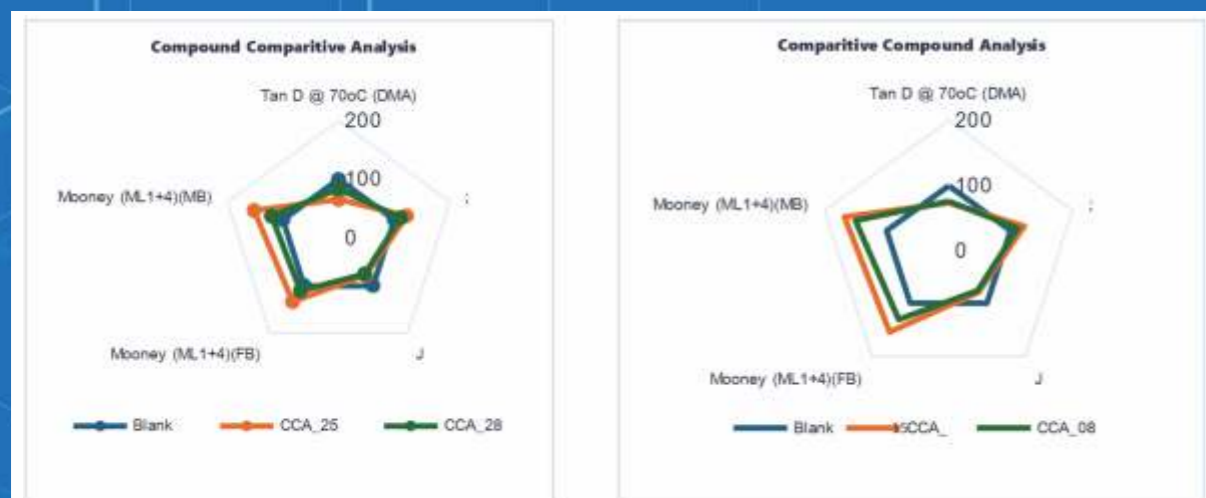 Compound Comparitive Analysis
Tan D @ 70oC (DMA)
200
100
0
Mooney (ML1+4)(MB)
;
Mooney (ML1+4)(FB)
J
Blank
CCA_25
CCA_28
Comparitive Compound Analysis
Tan D @ 70oC (DMA)
200
100
0
Mooney (ML1+4)(MB)
;
Mooney (ML1+4)(FB)
J
Blank
CCA_
CCA_08